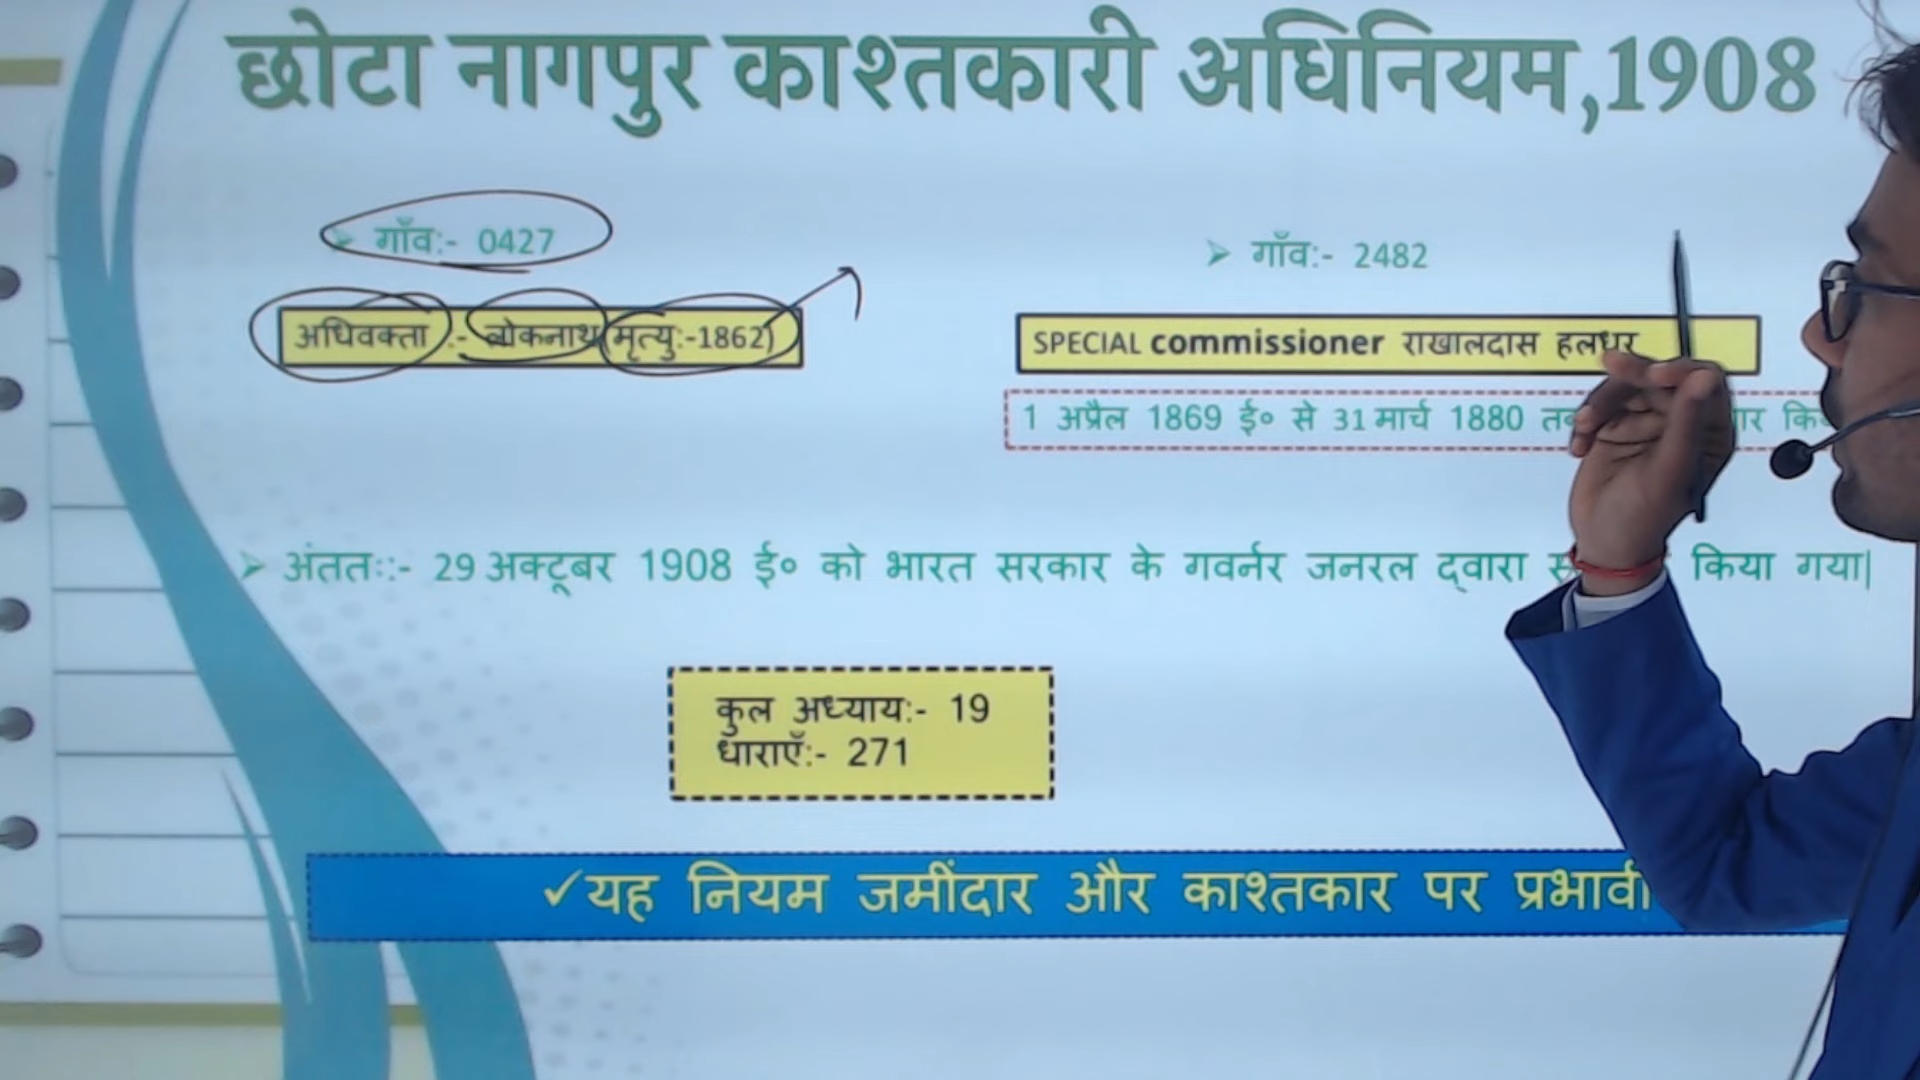 छोटा नागपुर काश्तकारी अधिनियम,1908
गाँव:- 0427
अधिवक्ता :- लोकनाथ(मृत्यु:-1862)
गाँव:- 2482
SPECIAL commissioner राखालदास हलधर
1 अप्रैल 1869 ई० से 31 मार्च 1880
अंततः:- 29 अक्टूबर 1908 ई० को भारत सरकार के गवर्नर जनरल द्वारा किया गया|
कुल अध्याय:- 19
धाराएँ:- 271
✓यह नियम जमींदार और काश्तकार पर प्रभावी